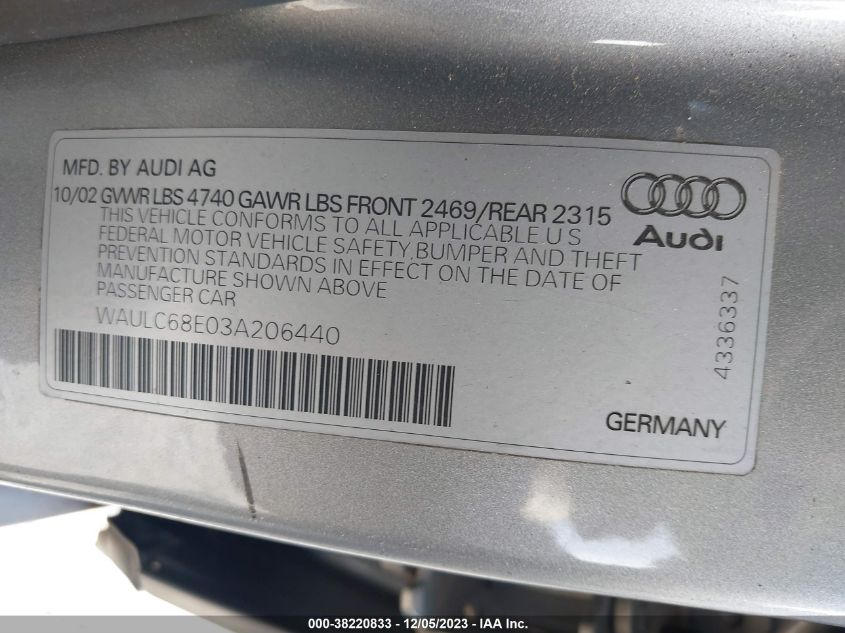 MFD. BY AUDI AG
10/02 GVWR LBS 4740 GAWR LBS FRONT 2469/REAR 2315
THIS VEHICLE CONFORMS TO ALL APPLICABLE U S
FEDERAL MOTOR VEHICLE SAFETY, BUMPER AND THEFT
PREVENTION STANDARDS IN EFFECT ON THE DATE OF
MANUFACTURE SHOWN ABOVE
PASSENGER CAR
WAULC68E03A206440
Audi
4336337
GERMANY
000-38220833 - 12/05/2023 - IAA Inc.